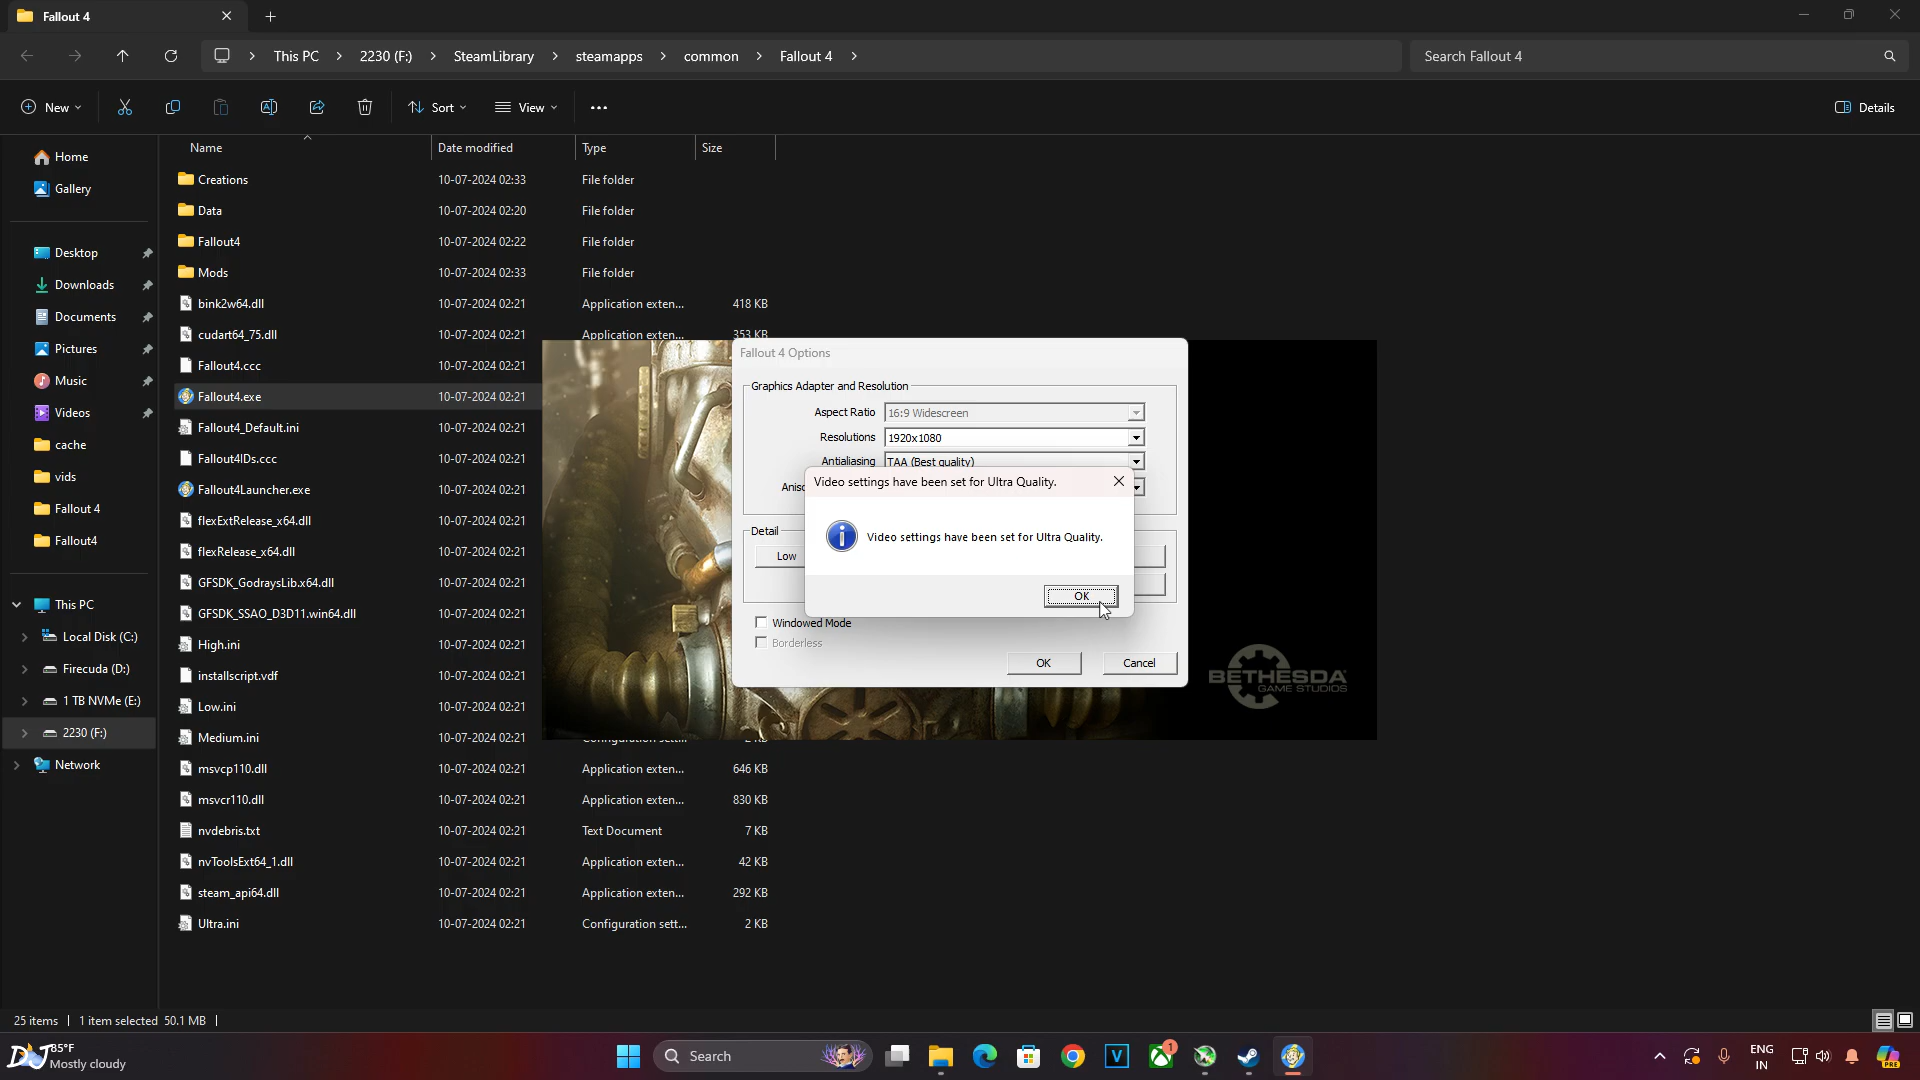 Fallout 4
This PC
2230 (F:)
SteamLibrary
steamapps
common
Fallout 4
Search Fallout 4
New
Sort
View
Details
Home
Gallery
Desktop
Downloads
Documents
Pictures
Music
Videos
cache
vids
Fallout 4
Fallout4
This PC
Local Disk (C:)
Firecuda (D:)
1 TB NVMe (E:)
2230 (F:)
Network
Name Date modified Type Size
Creations 10-07-2024 02:33 File folder
Data 10-07-2024 02:20 File folder
Fallout4 10-07-2024 02:22 File folder
Mods 10-07-2024 02:33 File folder
bink2w64.dll 10-07-2024 02:21 Application exten... 418 KB
cudart64_75.dll 10-07-2024 02:21 Application exten... 353 KB
Fallout4.ccc 10-07-2024 02:21
Fallout4.exe 10-07-2024 02:21
Fallout4_Default.ini 10-07-2024 02:21
Fallout4IDs.ccc 10-07-2024 02:21
Fallout4Launcher.exe 10-07-2024 02:21
flexExtRelease_x64.dll 10-07-2024 02:21
flexRelease_x64.dll 10-07-2024 02:21
GFSDK_GodraysLib.x64.dll 10-07-2024 02:21
GFSDK_SSAO_D3D11.win64.dll 10-07-2024 02:21
High.ini 10-07-2024 02:21
installscript.vdf 10-07-2024 02:21
Low.ini 10-07-2024 02:21
Medium.ini 10-07-2024 02:21
msvcp110.dll 10-07-2024 02:21 Application exten... 646 KB
msvcr110.dll 10-07-2024 02:21 Application exten... 830 KB
nvdebris.txt 10-07-2024 02:21 Text Document 7 KB
nvToolsExt64_1.dll 10-07-2024 02:21 Application exten... 42 KB
steam_api64.dll 10-07-2024 02:21 Application exten... 292 KB
Ultra.ini 10-07-2024 02:21 Configuration sett... 2 KB
Fallout 4 Options
Graphics Adapter and Resolution
Aspect Ratio 16:9 Widescreen
Resolutions 1920x1080
Antialiasing TAA (Best quality)
Video settings have been set for Ultra Quality.
Video settings have been set for Ultra Quality.
OK
Detail
Low
Windowed Mode
Borderless
OK
Cancel
BETHESDA
GAME STUDIOS
25 items
1 item selected 50.1 MB
DJ
85°F
Mostly cloudy
Search
V
1
ENG
IN
PRE